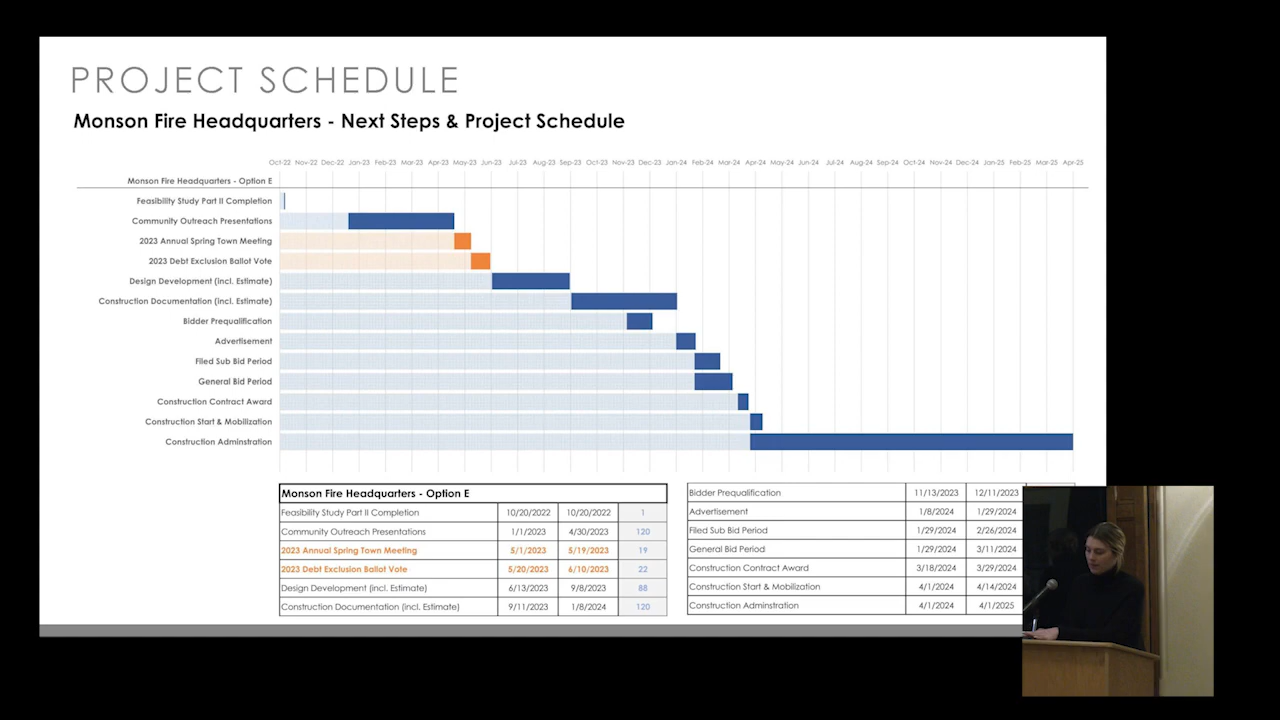 PROJECT SCHEDULE
Monson Fire Headquarters - Next Steps & Project Schedule
Oct-22 Nov-22 Dec-22 Jan-23 Feb-23 Mar-23 Apr-23 May-23 Jun-23 Jul-23 Aug-23 Sep-23 Oct-23 Nov-23 Dec-23 Jan-24 Feb-24 Mar-24 Apr-24 May-24 Jun-24 Jul-24 Aug-24 Sep-24 Oct-24 Nov-24 Dec-24 Jan-25 Feb-25 Mar-25 Apr-25
Monson Fire Headquarters - Option E
Feasibility Study Part II Completion
Community Outreach Presentations
2023 Annual Spring Town Meeting
2023 Debt Exclusion Ballot Vote
Design Development (incl. Estimate)
Construction Documentation (incl. Estimate)
Bidder Prequalification
Advertisement
Filed Sub Bid Period
General Bid Period
Construction Contract Award
Construction Start & Mobilization
Construction Adminstration
Monson Fire Headquarters - Option E
Feasibility Study Part II Completion 10/20/2022 10/20/2022 1
Community Outreach Presentations 1/1/2023 4/30/2023 120
2023 Annual Spring Town Meeting 5/1/2023 5/19/2023 19
2023 Debt Exclusion Ballot Vote 5/20/2023 6/10/2023 22
Design Development (incl. Estimate) 6/13/2023 9/8/2023 88
Construction Documentation (incl. Estimate) 9/11/2023 1/8/2024 120
Bidder Prequalification 11/13/2023 12/11/2023
Advertisement 1/8/2024 1/29/2024
Filed Sub Bid Period 1/29/2024 2/26/2024
General Bid Period 1/29/2024 3/11/2024
Construction Contract Award 3/18/2024 3/29/2024
Construction Start & Mobilization 4/1/2024 4/14/2024
Construction Adminstration 4/1/2024 4/1/2025